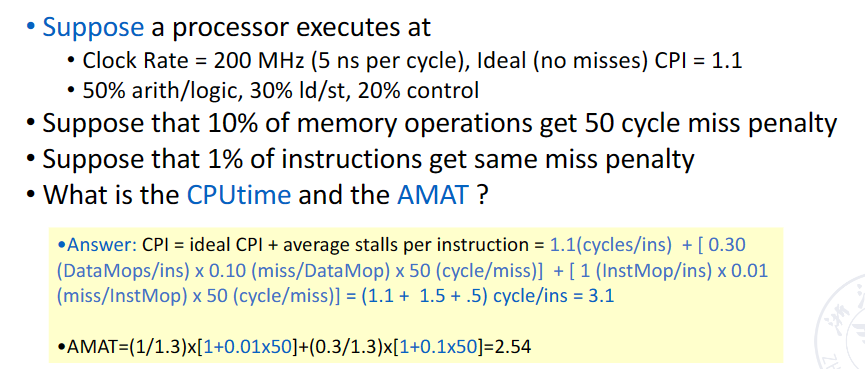 • Suppose a processor executes at
• Clock Rate = 200 MHz (5 ns per cycle), Ideal (no misses) CPI = 1.1
• 50% arith/logic, 30% ld/st, 20% control
• Suppose that 10% of memory operations get 50 cycle miss penalty
• Suppose that 1% of instructions get same miss penalty
• What is the CPUtime and the AMAT ?
•Answer: CPI = ideal CPI + average stalls per instruction = 1.1(cycles/ins) + [ 0.30
(DataMops/ins) x 0.10 (miss/DataMop) x 50 (cycle/miss)] + [ 1 (InstMop/ins) x 0.01
(miss/InstMop) x 50 (cycle/miss)] = (1.1 + 1.5 + .5) cycle/ins = 3.1
•AMAT=(1/1.3)x[1+0.01x50]+(0.3/1.3)x[1+0.1x50]=2.54